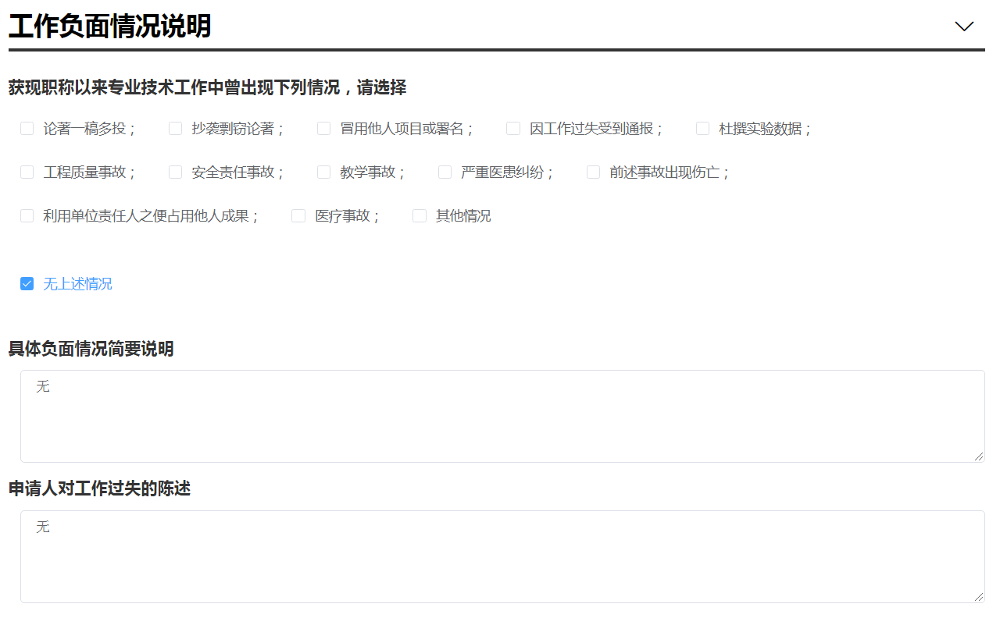 工作负面情况说明
获现职称以来专业技术工作中曾出现下列情况，请选择
论著一稿多投； 抄袭剽窃论著； 冒用他人项目或署名； 因工作过失受到通报； 杜撰实验数据；
工程质量事故； 安全责任事故； 教学事故； 严重医患纠纷； 前述事故出现伤亡；
利用单位责任人之便占用他人成果； 医疗事故； 其他情况
无上述情况
具体负面情况简要说明
无
申请人对工作过失的陈述
无